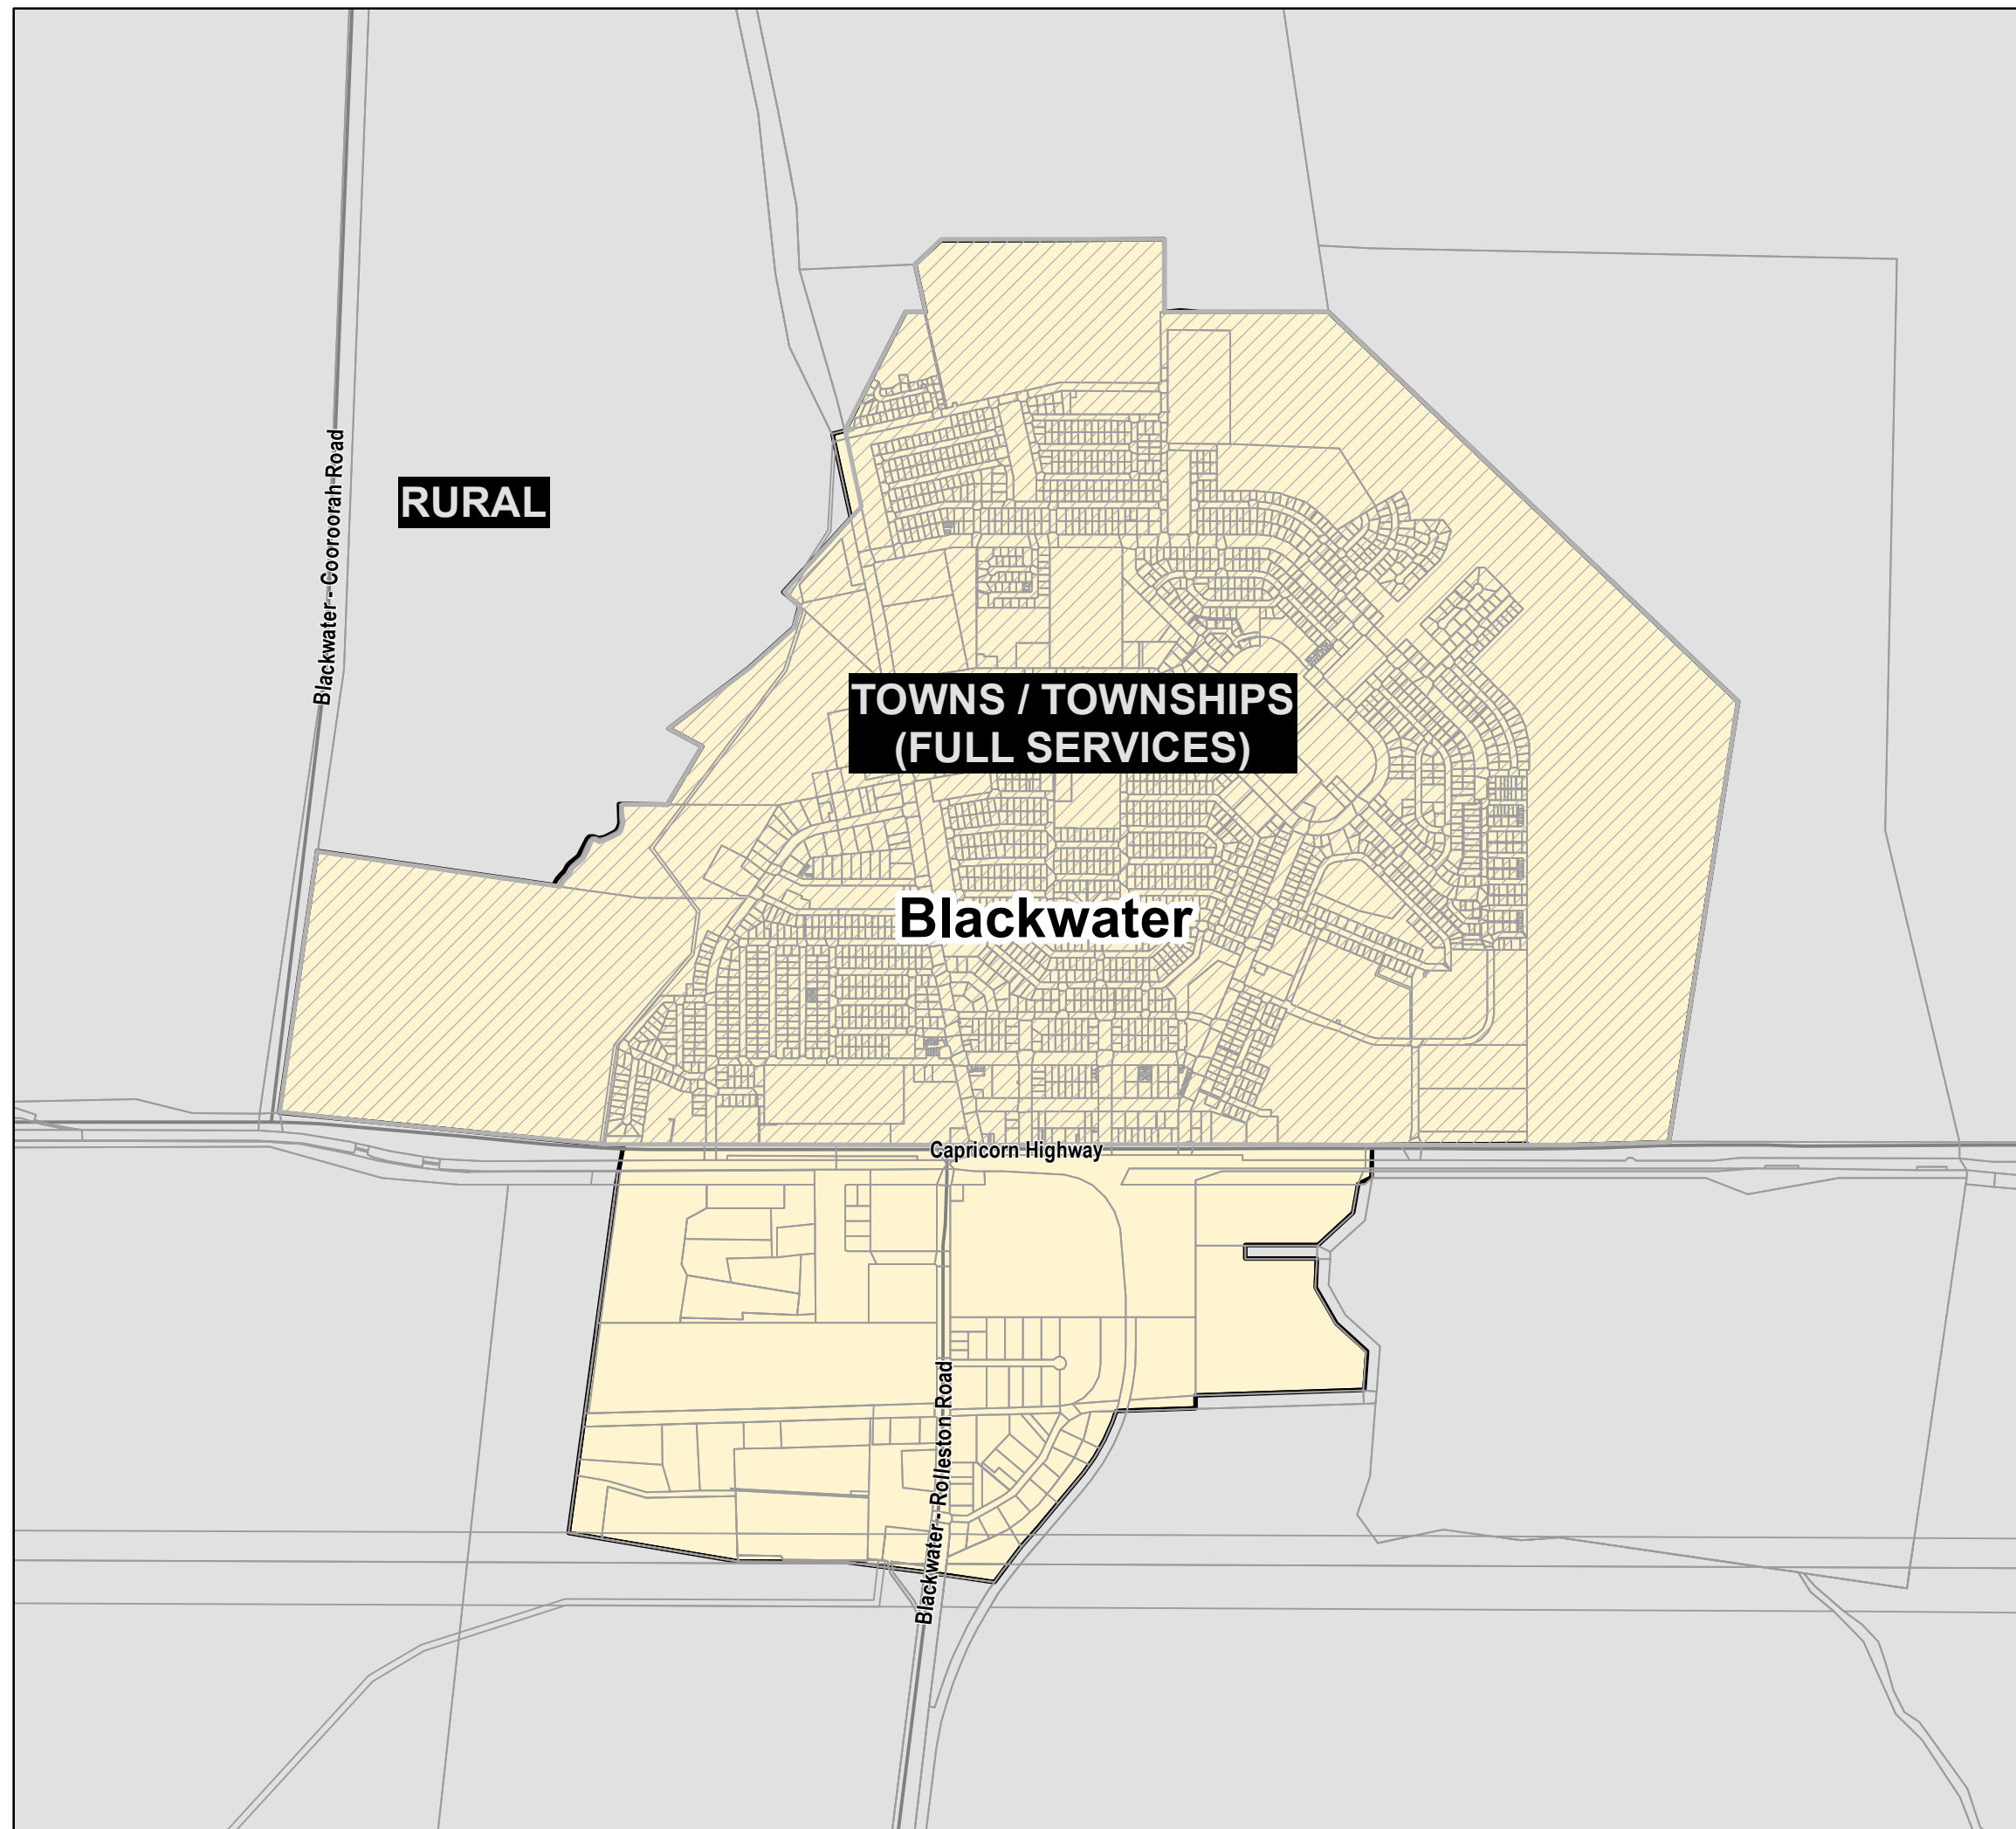 Blackwater - Cooroorah Road
RURAL
TOWNS / TOWNSHIPS
(FULL SERVICES)
Blackwater
Capricorn Highway
Blackwater - Rolleston Road